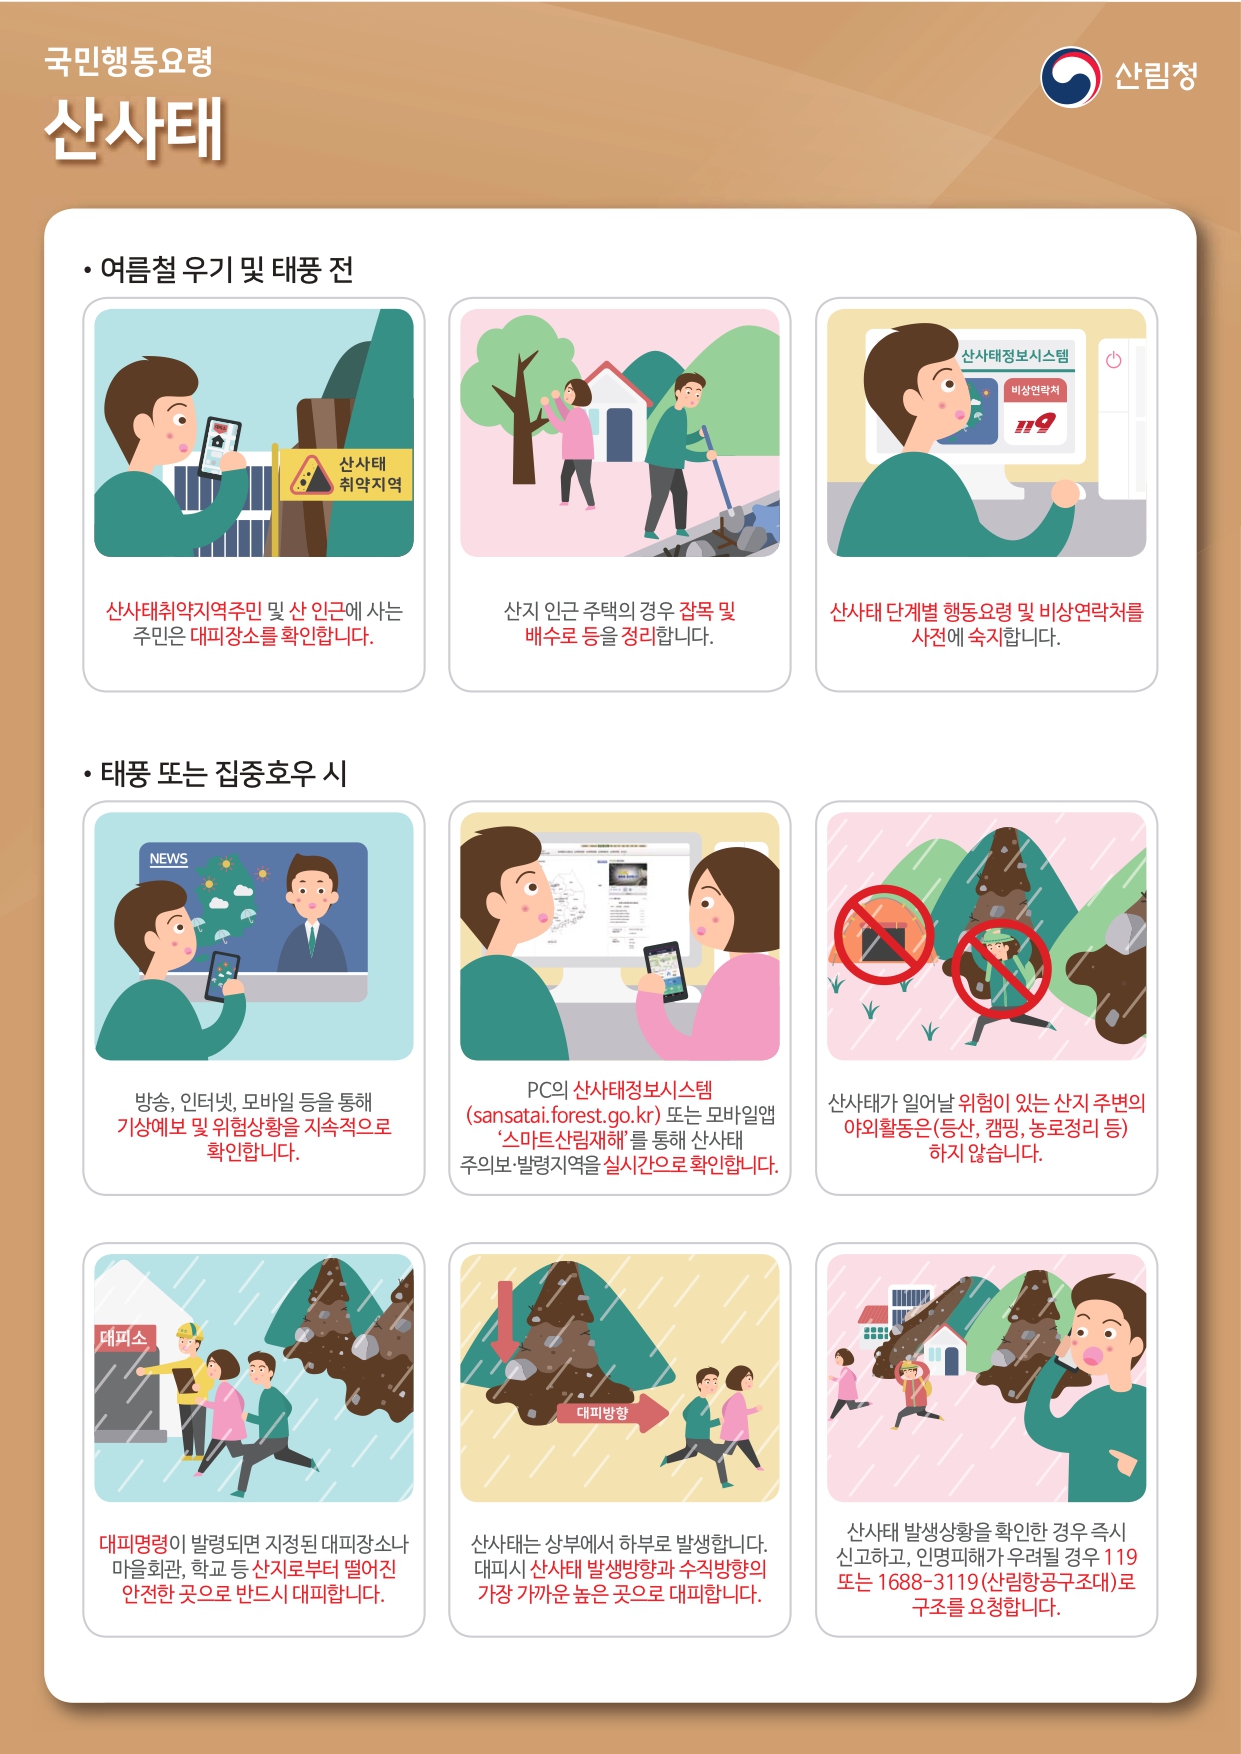 국민행동요령
산사태
산림청
• 여름철 우기 및 태풍 전
산사태
취약지역
산사태정보시스템
비상연락처
119
산사태취약지역주민 및 산 인근에 사는
주민은 대피장소를 확인합니다.
산지 인근 주택의 경우 잡목 및
배수로 등을 정리합니다.
산사태 단계별 행동요령 및 비상연락처를
사전에 숙지합니다.
• 태풍 또는 집중호우 시
NEWS
방송, 인터넷, 모바일 등을 통해
기상예보 및 위험상황을 지속적으로
확인합니다.
PC의 산사태정보시스템
(sansatai.forest.go.kr) 또는 모바일앱
‘스마트산림재해’를 통해 산사태
주의보·발령지역을 실시간으로 확인합니다.
산사태가 일어날 위험이 있는 산지 주변의
야외활동은(등산, 캠핑, 농로정리 등)
하지 않습니다.
대피소
대피방향
대피명령이 발령되면 지정된 대피장소나
마을회관, 학교 등 산지로부터 떨어진
안전한 곳으로 반드시 대피합니다.
산사태는 상부에서 하부로 발생합니다.
대피시 산사태 발생방향과 수직방향의
가장 가까운 높은 곳으로 대피합니다.
산사태 발생상황을 확인한 경우 즉시
신고하고, 인명피해가 우려될 경우 119
또는 1688-3119(산림항공구조대)로
구조를 요청합니다.